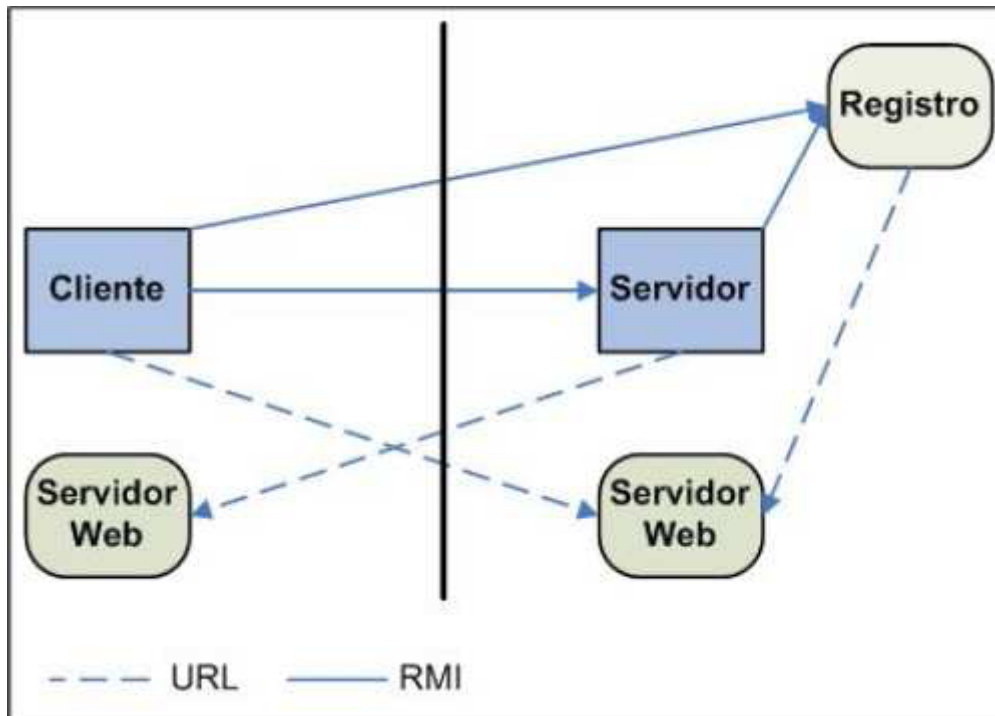 Registro
Cliente
Servidor
Servidor
Web
Servidor
Web
URL
RMI